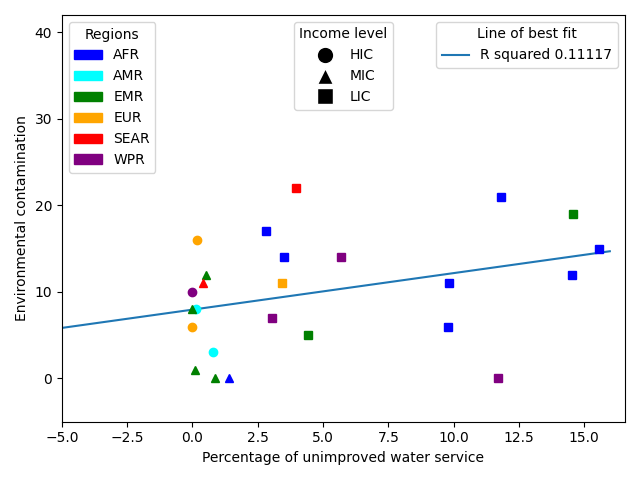 Regions
AFR
AMR
EMR
EUR
SEAR
WPR
Income level
HIC
MIC
LIC
Line of best fit
R squared 0.11117
Environmental contamination
40
30
20
10
0
−5.0 −2.5 0.0 2.5 5.0 7.5 10.0 12.5 15.0
Percentage of unimproved water service